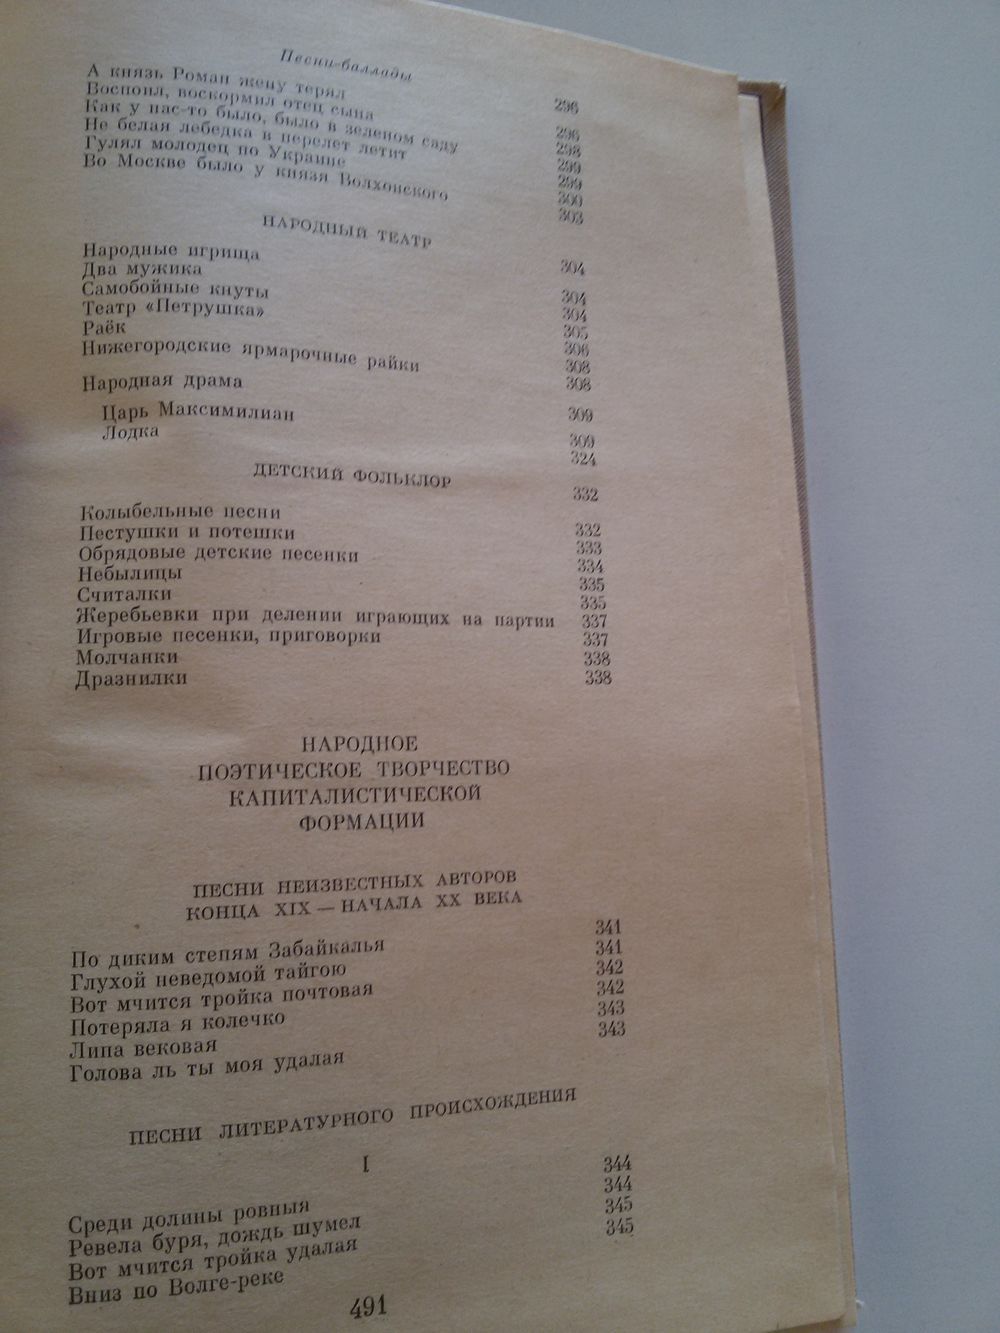 Песни-баллады 296
А князь Роман жену терял 296
Воспоил, воскормил отец сына 298
Как у нас-то было, было в зеленом саду 299
Не белая лебедка в перелет летит 299
Гулял молодец по Украине 300
Во Москве было у князя Волхонского 303
НАРОДНЫЙ ТЕАТР 304
Народные игрища 304
Два мужика 304
Самобойные кнуты 305
Театр «Петрушка» 306
Раёк 308
Нижегородские ярмарочные райки 308
Народная драма 309
Царь Максимилиан 309
Лодка 324
ДЕТСКИЙ ФОЛЬКЛОР 332
Колыбельные песни 332
Пестушки и потешки 333
Обрядовые детские песенки 334
Небылицы 335
Считалки 335
Жеребьевки при делении играющих на партии 337
Игровые песенки, приговорки 337
Молчанки 338
Дразнилки 338
НАРОДНОЕ
ПОЭТИЧЕСКОЕ ТВОРЧЕСТВО
КАПИТАЛИСТИЧЕСКОЙ
ФОРМАЦИИ
ПЕСНИ НЕИЗВЕСТНЫХ АВТОРОВ
КОНЦА XIX — НАЧАЛА XX ВЕКА
По диким степям Забайкалья 341
Глухой неведомой тайгою 341
Вот мчится тройка почтовая 342
Потеряла я колечко 342
Липа вековая 343
Голова ль ты моя удалая 343
ПЕСНИ ЛИТЕРАТУРНОГО ПРОИСХОЖДЕНИЯ
I
Среди долины ровныя 344
Ревела буря, дождь шумел 344
Вот мчится тройка удалая 345
Вниз по Волге-реке 345
491